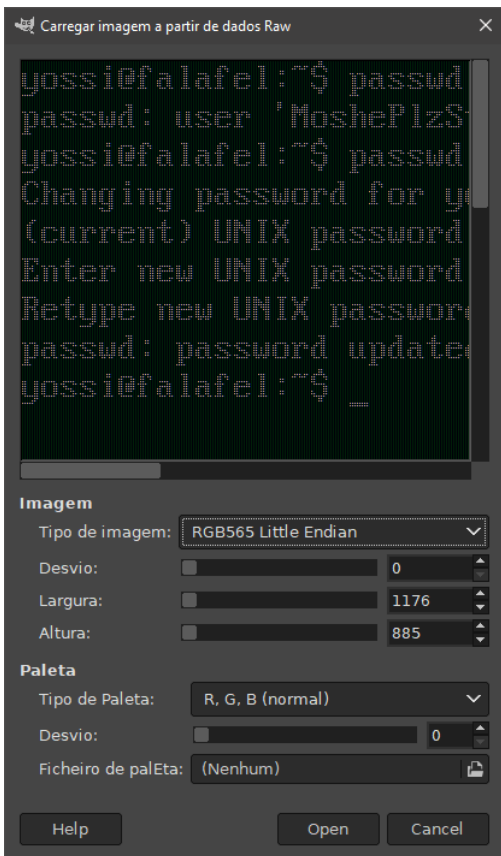 Carregar imagem a partir de dados Raw
yossi@falafel:~$ passwd
passwd: user 'MoshePlzS
yossi@falafel:~$ passwd
Changing password for yo
(current) UNIX password
Enter new UNIX password
Retype new UNIX password
passwd: password updated
yossi@falafel:~$ _
Imagem
Tipo de imagem: RGB565 Little Endian
Desvio: 0
Largura: 1176
Altura: 885
Paleta
Tipo de Paleta: R, G, B (normal)
Desvio: 0
Ficheiro de palEta: (Nenhum)
Help Open Cancel